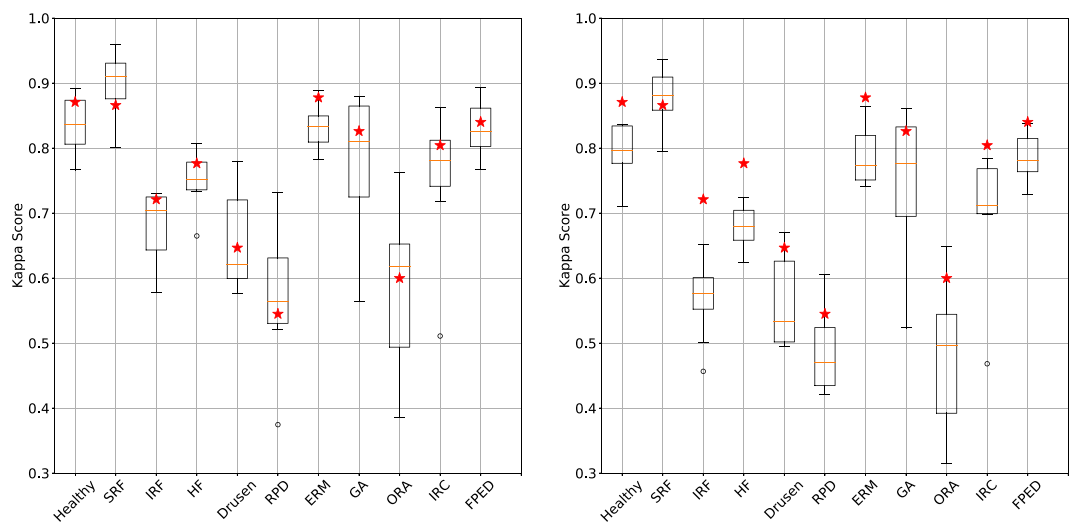 1.0
0.9
0.8
0.7
0.6
0.5
0.4
0.3
Kappa Score
Healthy
SRF
IRF
HF
Drusen
RPD
ERM
GA
ORA
IRC
FPED
1.0
0.9
0.8
0.7
0.6
0.5
0.4
0.3
Kappa Score
Healthy
SRF
IRF
HF
Drusen
RPD
ERM
GA
ORA
IRC
FPED